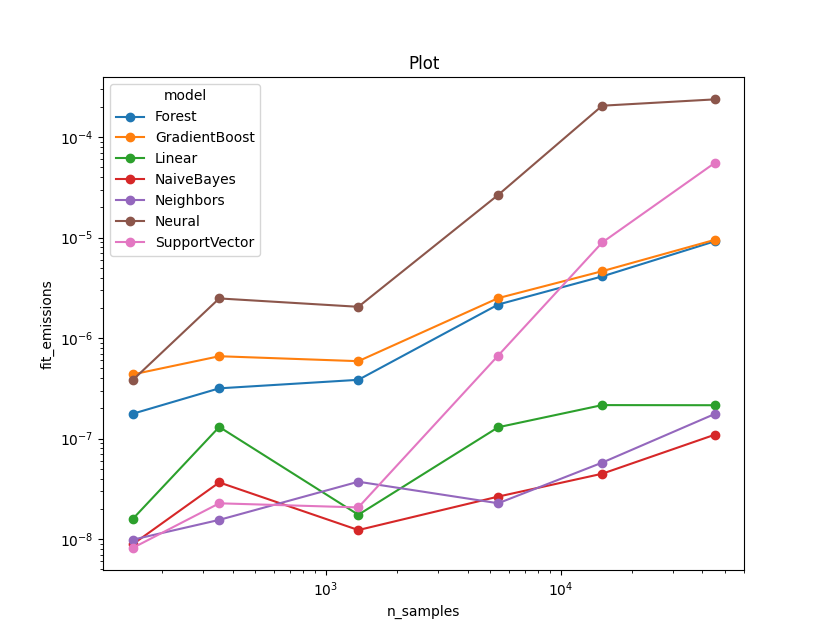 Plot
model
Forest
GradientBoost
Linear
NaiveBayes
Neighbors
Neural
SupportVector
fit_emissions
10⁻⁴
10⁻⁵
10⁻⁶
10⁻⁷
10⁻⁸
10³
10⁴
n_samples